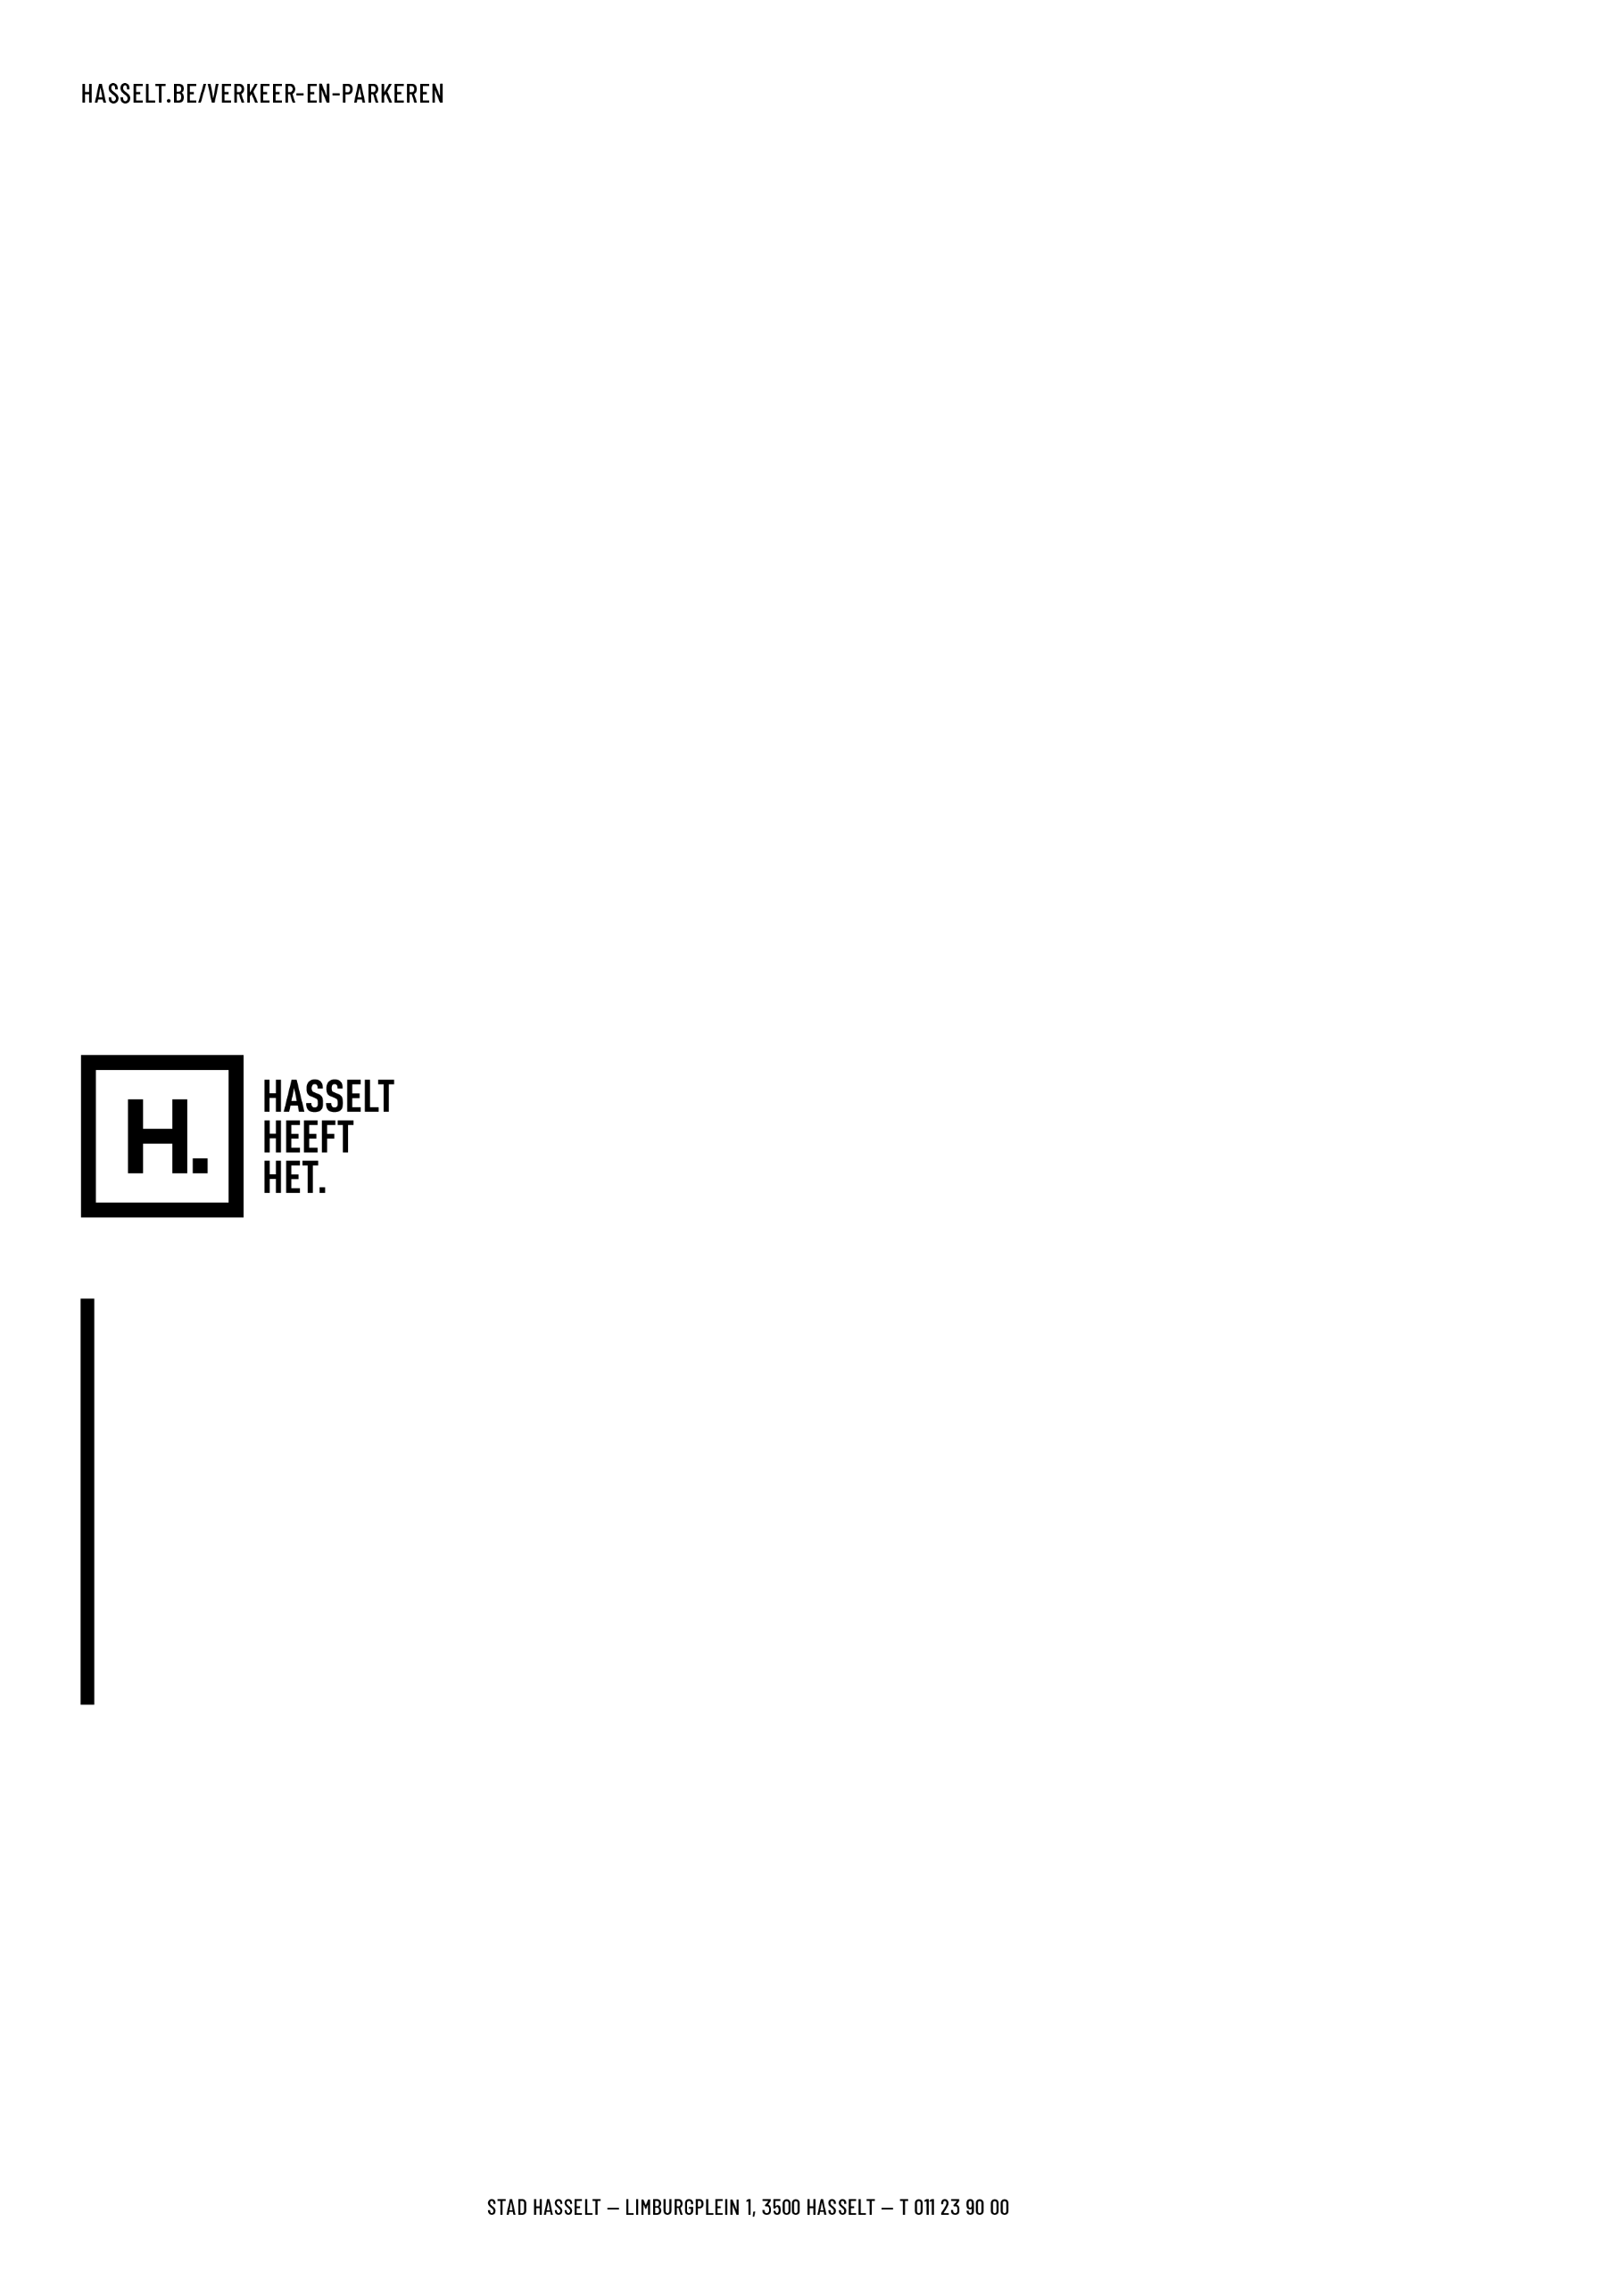 HASSELT.BE/VERKEER-EN-PARKEREN
H.
HASSELT
HEEFT
HET.
STAD HASSELT — LIMBURGPLEIN 1, 3500 HASSELT — T 011 23 90 00